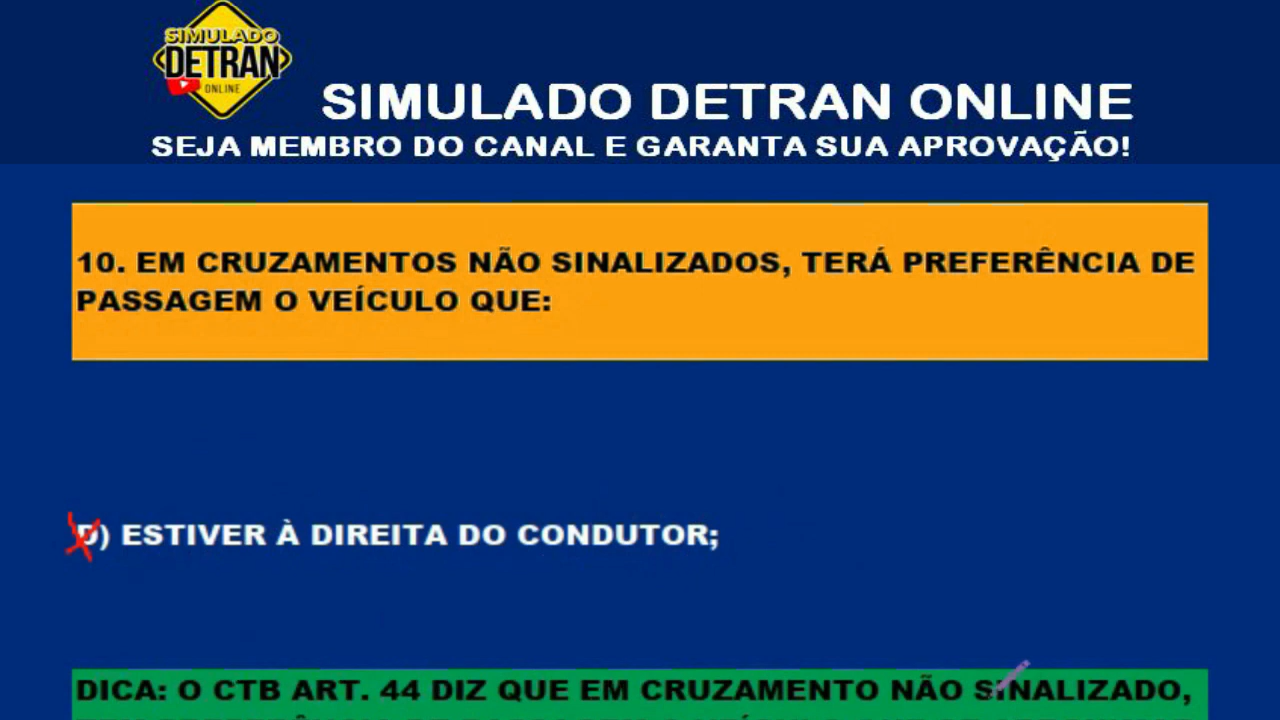 SIMULADO
DETRAN
ONLINE
SIMULADO DETRAN ONLINE
SEJA MEMBRO DO CANAL E GARANTA SUA APROVAÇÃO!
10. EM CRUZAMENTOS NÃO SINALIZADOS, TERÁ PREFERÊNCIA DE
PASSAGEM O VEÍCULO QUE:
D) ESTIVER À DIREITA DO CONDUTOR;
DICA: O CTB ART. 44 DIZ QUE EM CRUZAMENTO NÃO SINALIZADO,